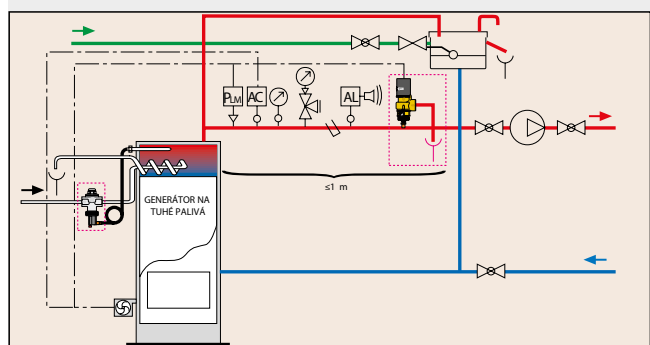 PLM
AC
AL
≤1 m
GENERÁTOR NA
TUHÉ PALIVÁ